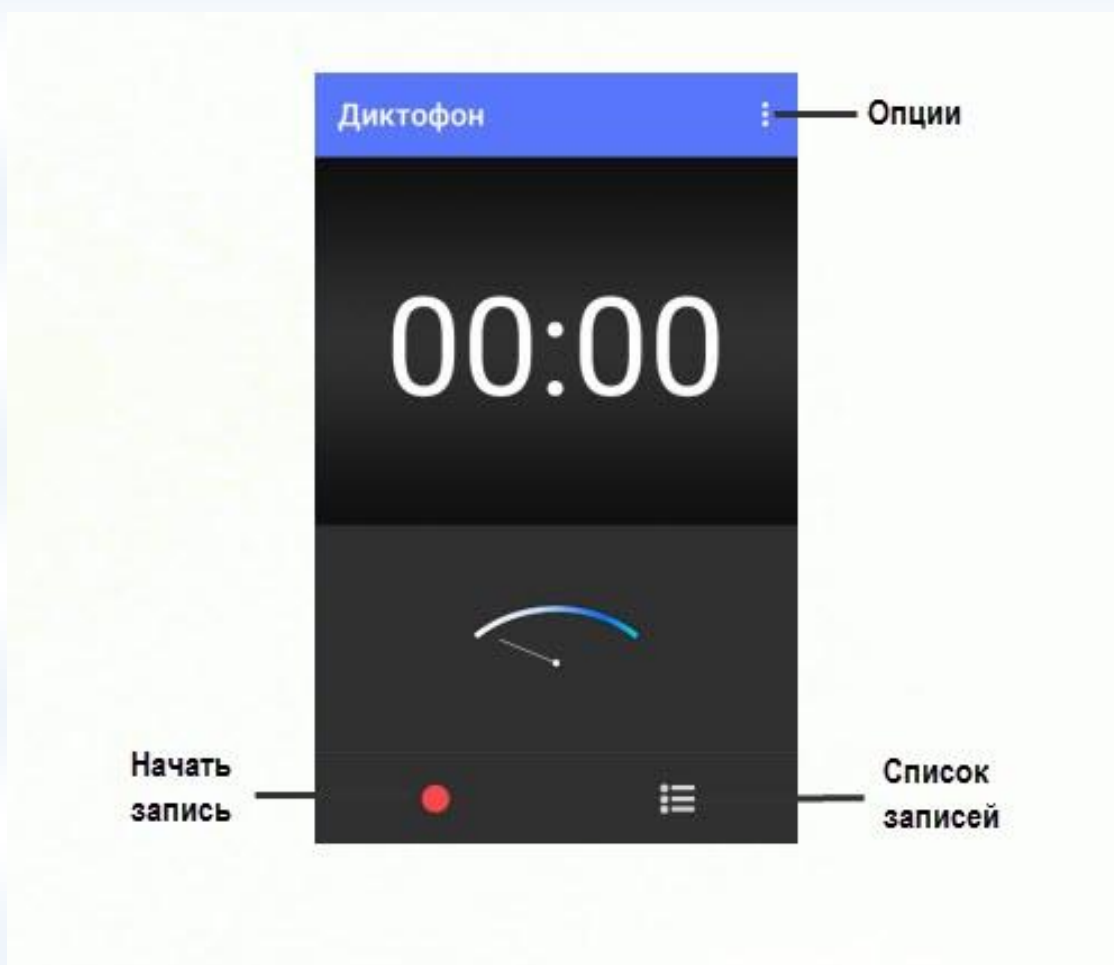 Диктофон
Опции
00:00
Начать
запись
Список
записей